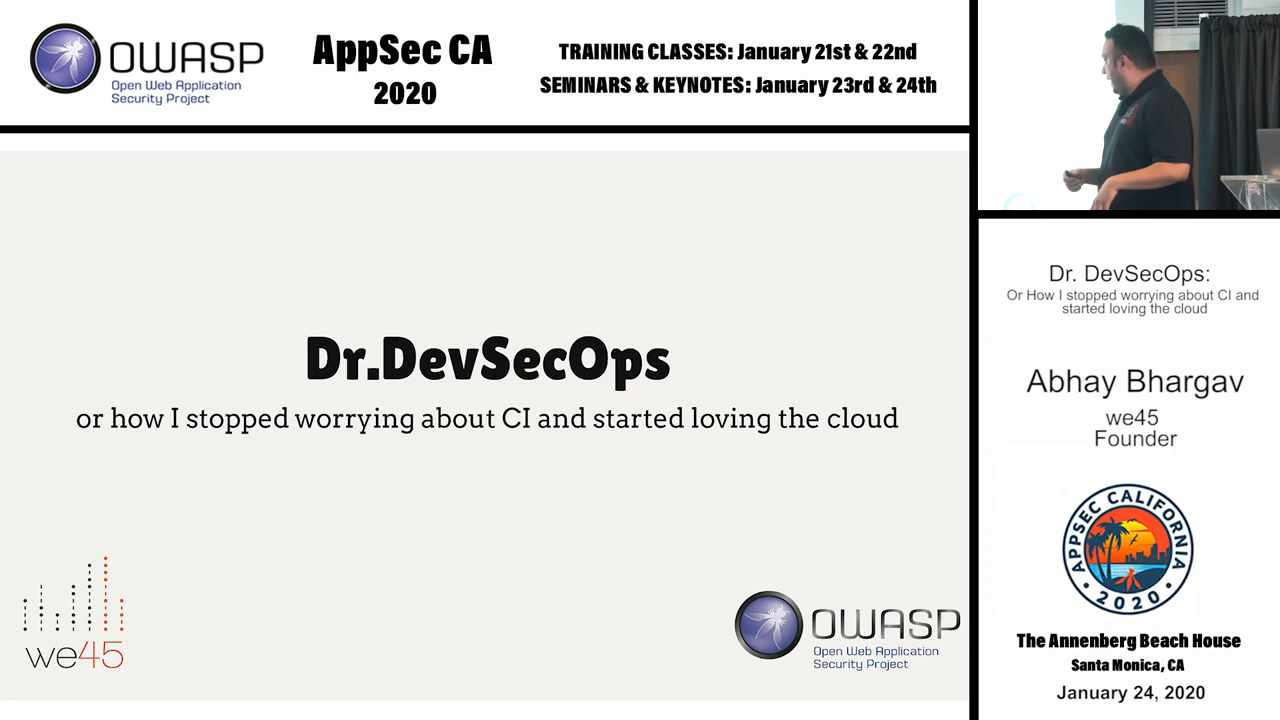 OWASP
Open Web Application
Security Project
AppSec CA
2020
TRAINING CLASSES: January 21st & 22nd
SEMINARS & KEYNOTES: January 23rd & 24th
Dr.DevSecOps
or how I stopped worrying about CI and started loving the cloud
we45
OWASP
Open Web Application
Security Project
Dr. DevSecOps:
Or How I stopped worrying about CI and
started loving the cloud
Abhay Bhargav
we45
Founder
APPSEC CALIFORNIA
2020
The Annenberg Beach House
Santa Monica, CA
January 24, 2020